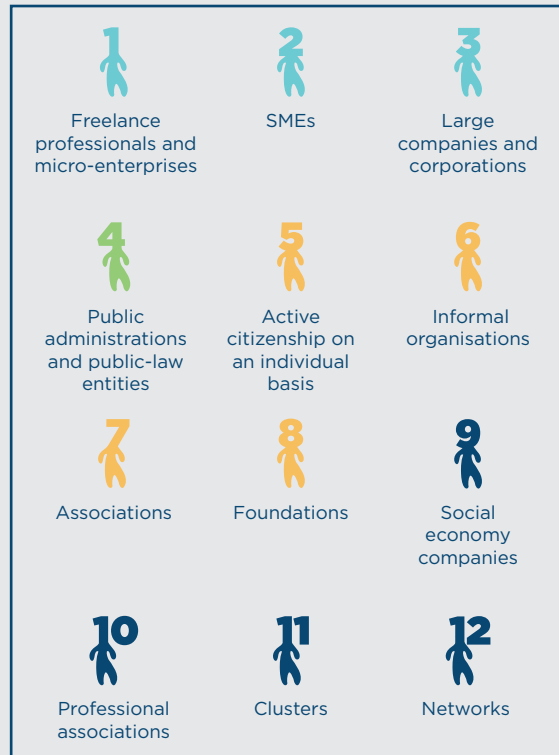 1
Freelance
professionals and
micro-enterprises
2
SMEs
3
Large
companies and
corporations
4
Public
administrations
and public-law
entities
5
Active
citizenship on
an individual
basis
6
Informal
organisations
7
Associations
8
Foundations
9
Social
economy
companies
10
Professional
associations
11
Clusters
12
Networks